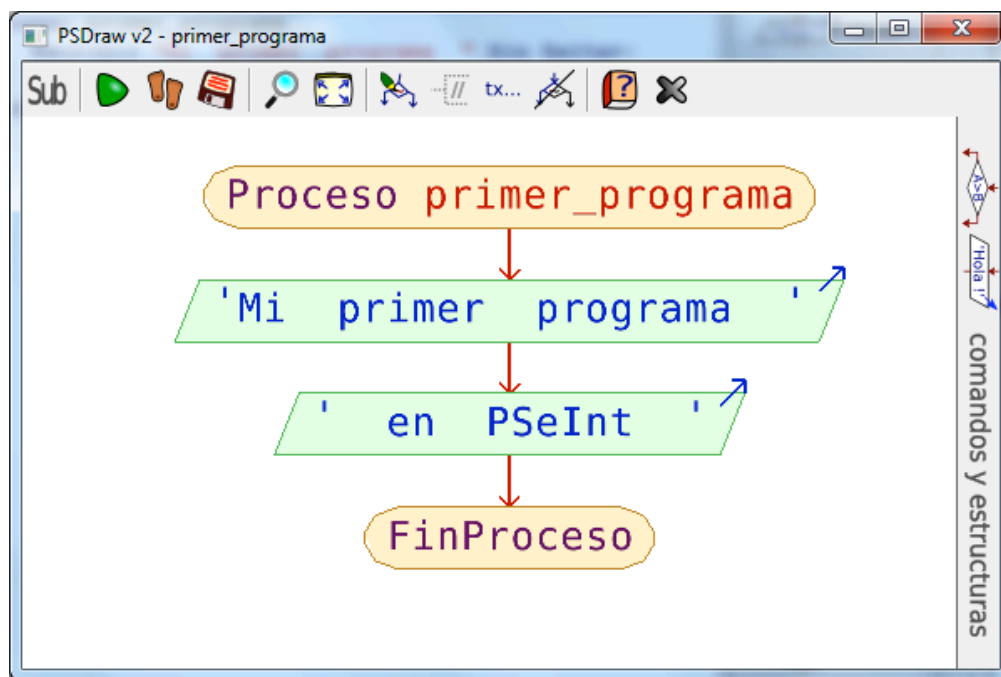 PSDraw v2 - primer_programa
Sub
tx...
Proceso primer_programa
'Mi primer programa '
' en PSeInt '
FinProceso
A>B
'Hola !'
comandos y estructuras